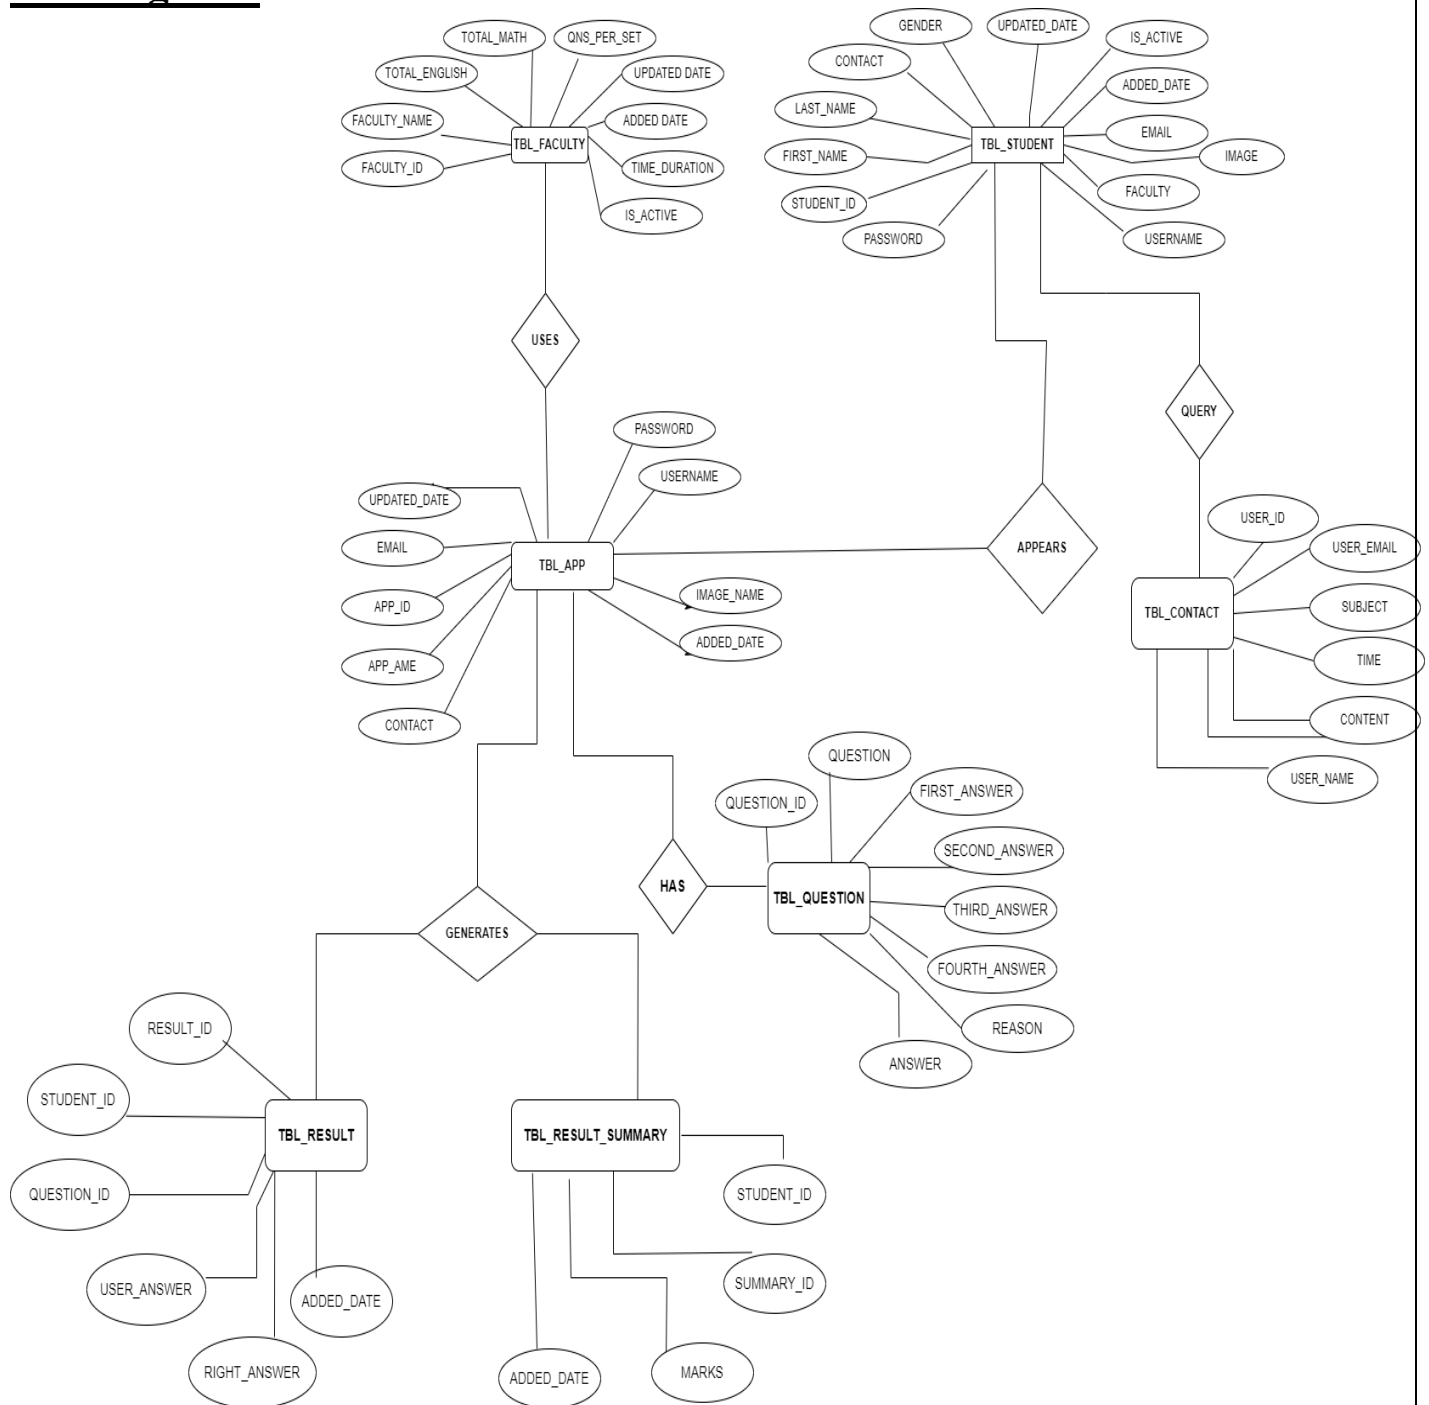 TOTAL_MATH
QNS_PER_SET
TOTAL_ENGLISH
UPDATED DATE
FACULTY_NAME
ADDED DATE
TBL_FACULTY
FACULTY_ID
TIME_DURATION
IS_ACTIVE
GENDER
UPDATED_DATE
IS_ACTIVE
CONTACT
ADDED_DATE
LAST_NAME
EMAIL
TBL_STUDENT
FIRST_NAME
IMAGE
STUDENT_ID
FACULTY
PASSWORD
USERNAME
USES
QUERY
PASSWORD
USERNAME
UPDATED_DATE
EMAIL
TBL_APP
APP_ID
IMAGE_NAME
APP_AME
ADDED_DATE
CONTACT
APPEARS
USER_ID
USER_EMAIL
TBL_CONTACT
SUBJECT
TIME
CONTENT
USER_NAME
QUESTION
QUESTION_ID
FIRST_ANSWER
SECOND_ANSWER
HAS
TBL_QUESTION
THIRD_ANSWER
FOURTH_ANSWER
REASON
ANSWER
GENERATES
RESULT_ID
STUDENT_ID
TBL_RESULT
QUESTION_ID
USER_ANSWER
ADDED_DATE
RIGHT_ANSWER
TBL_RESULT_SUMMARY
STUDENT_ID
SUMMARY_ID
ADDED_DATE
MARKS